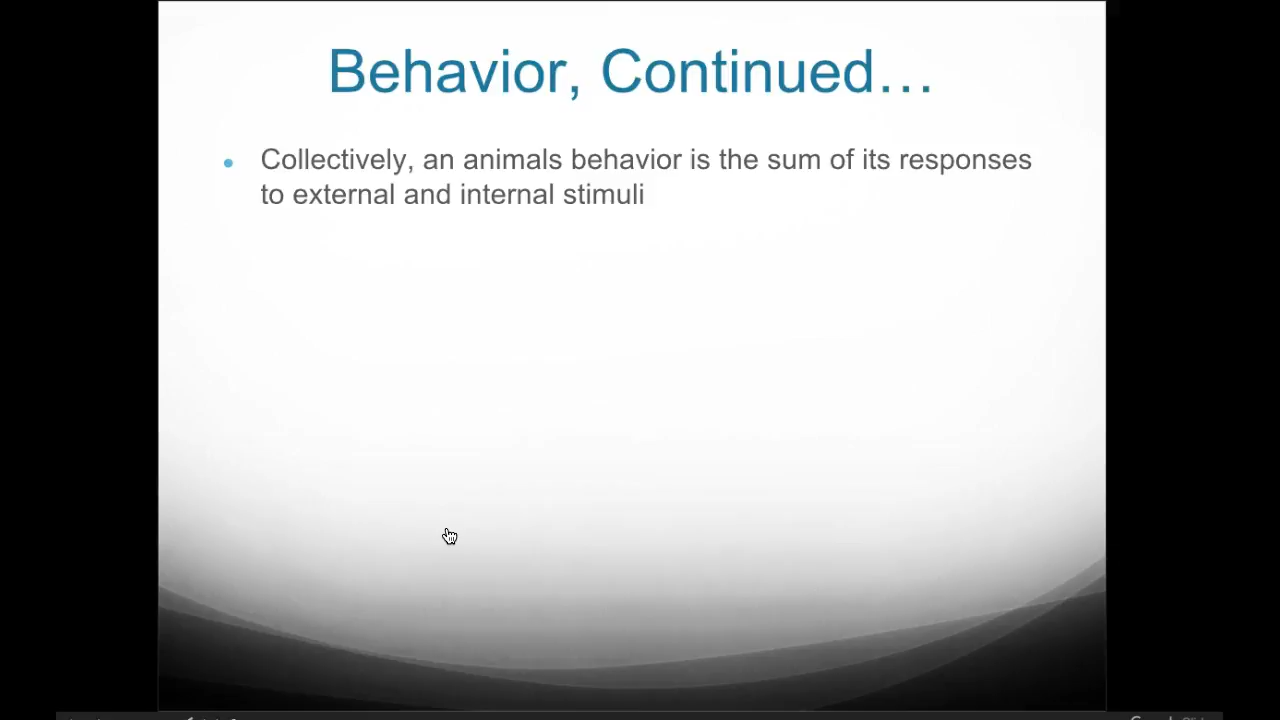 Behavior, Continued…
• Collectively, an animals behavior is the sum of its responses
to external and internal stimuli